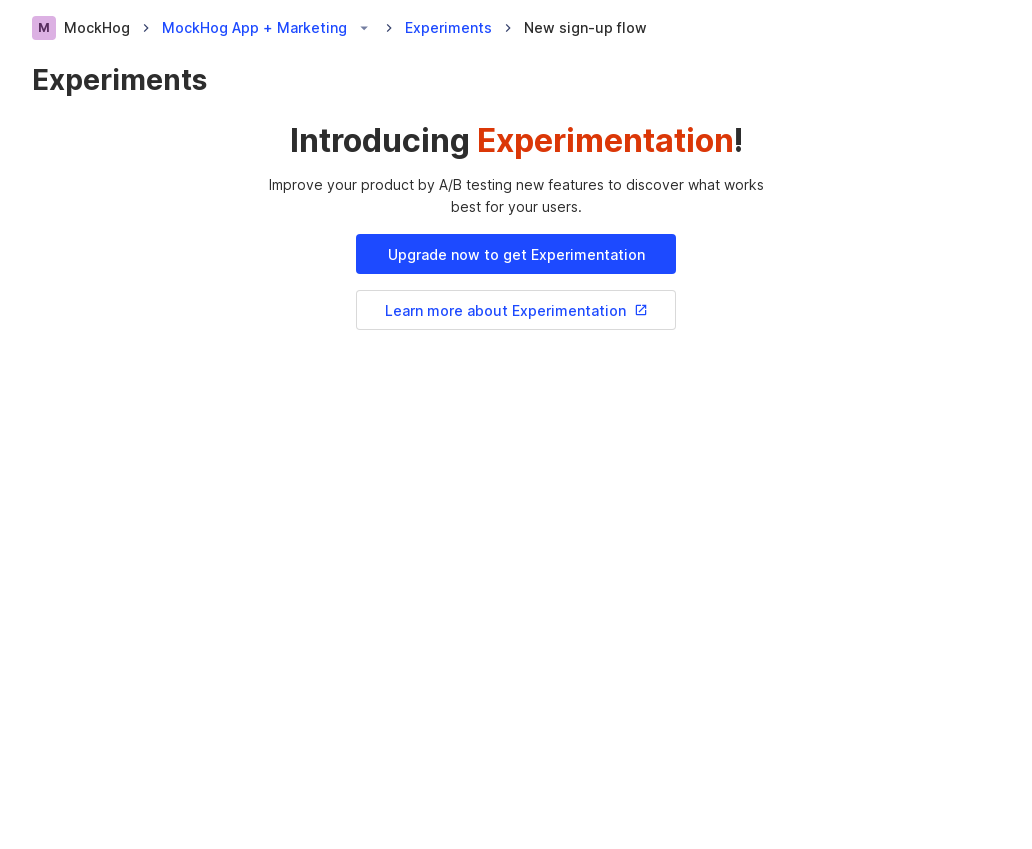 M MockHog MockHog App + Marketing Experiments New sign-up flow
Experiments
Introducing Experimentation!
Improve your product by A/B testing new features to discover what works
best for your users.
Upgrade now to get Experimentation
Learn more about Experimentation